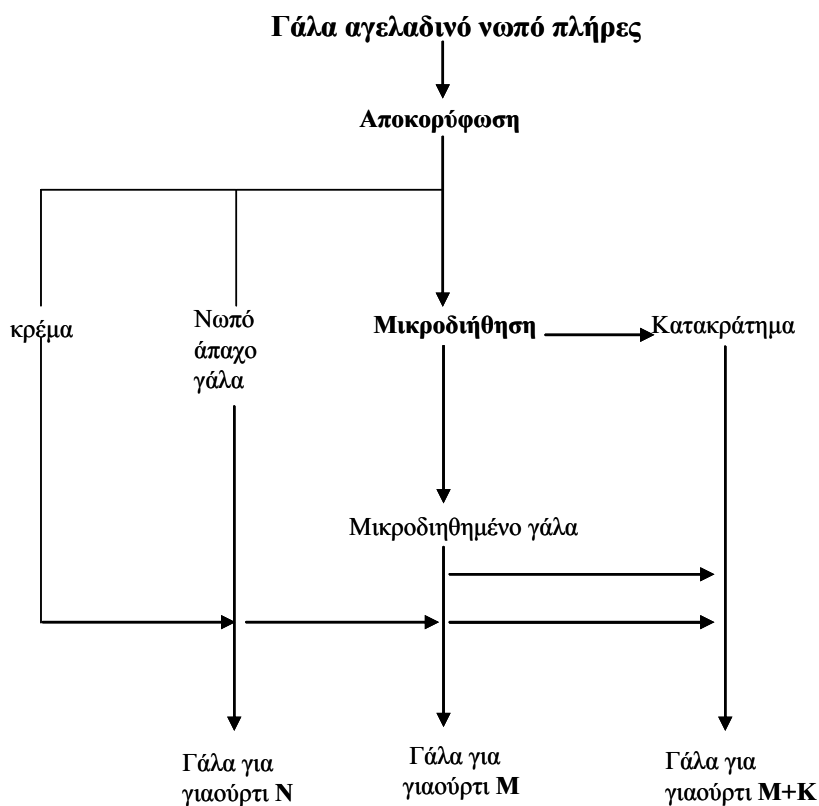 Γάλα αγελαδινό νωπό πλήρες
Αποκορύφωση
κρέμα
Νωπό
άπαχο
γάλα
Μικροδιήθηση
Κατακράτημα
Μικροδιηθημένο γάλα
Γάλα για
γιαούρτι Ν
Γάλα για
γιαούρτι Μ
Γάλα για
γιαούρτι Μ+Κ